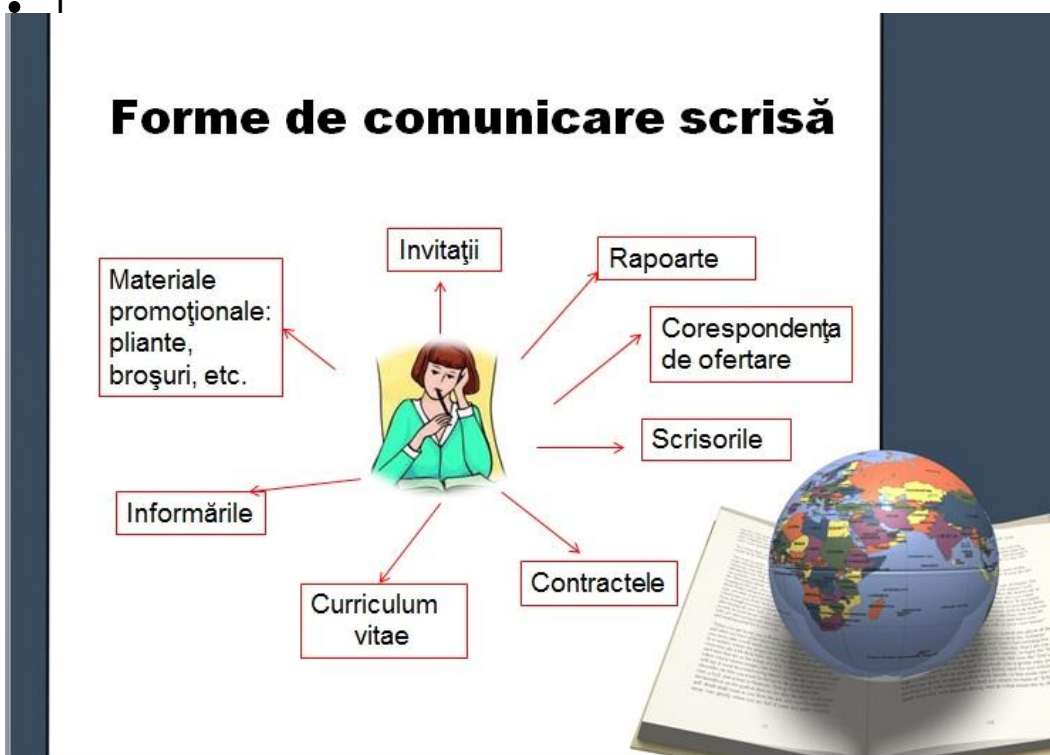 Forme de comunicare scrisă
Invitaţii
Rapoarte
Materiale
promoţionale:
pliante,
broşuri, etc.
Corespondenţa
de ofertare
Scrisorile
Informările
Contractele
Curriculum
vitae